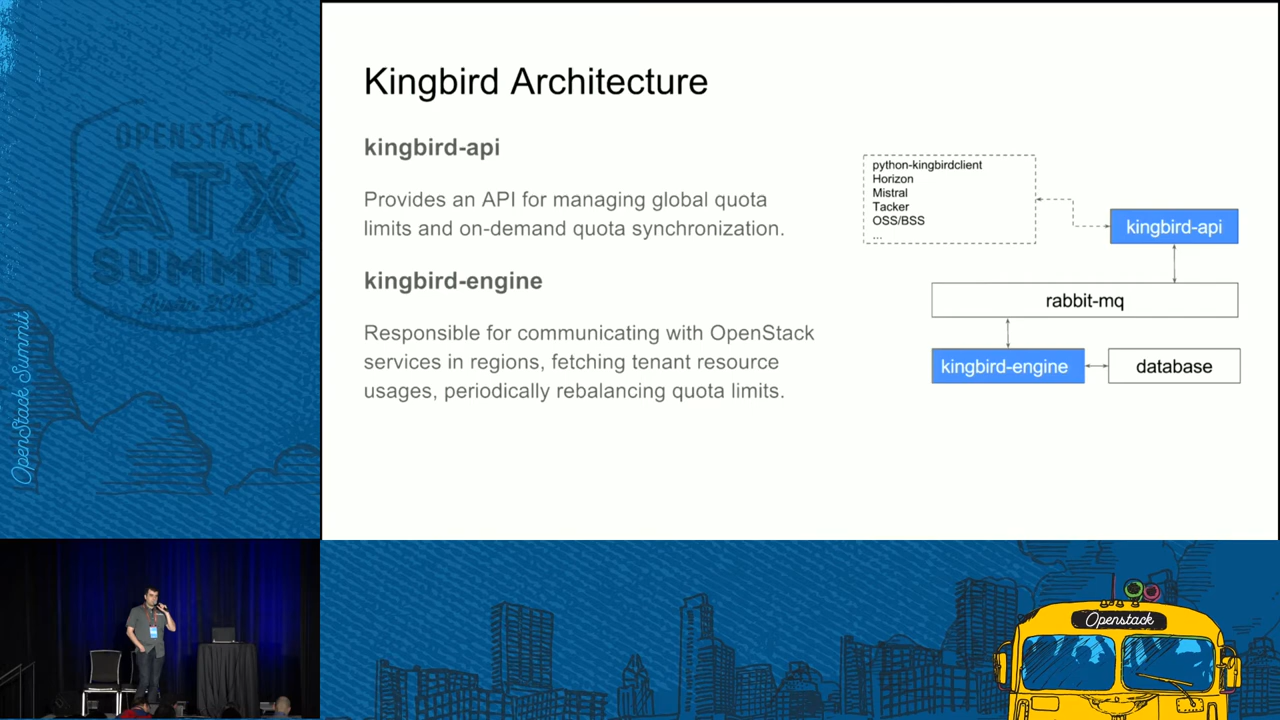 OPENSTACK
ATX
SUMMIT
Austin 2016
OpenStack Summit
Kingbird Architecture
kingbird-api
Provides an API for managing global quota
limits and on-demand quota synchronization.
kingbird-engine
Responsible for communicating with OpenStack
services in regions, fetching tenant resource
usages, periodically rebalancing quota limits.
python-kingbirdclient
Horizon
Mistral
Tacker
OSS/BSS
...
kingbird-api
rabbit-mq
kingbird-engine
database
Openstack